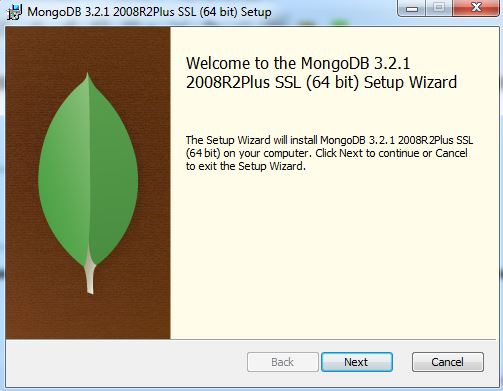 MongoDB 3.2.1 2008R2Plus SSL (64 bit) Setup
Welcome to the MongoDB 3.2.1
2008R2Plus SSL (64 bit) Setup Wizard
The Setup Wizard will install MongoDB 3.2.1 2008R2Plus SSL
(64 bit) on your computer. Click Next to continue or Cancel
to exit the Setup Wizard.
Back Next Cancel